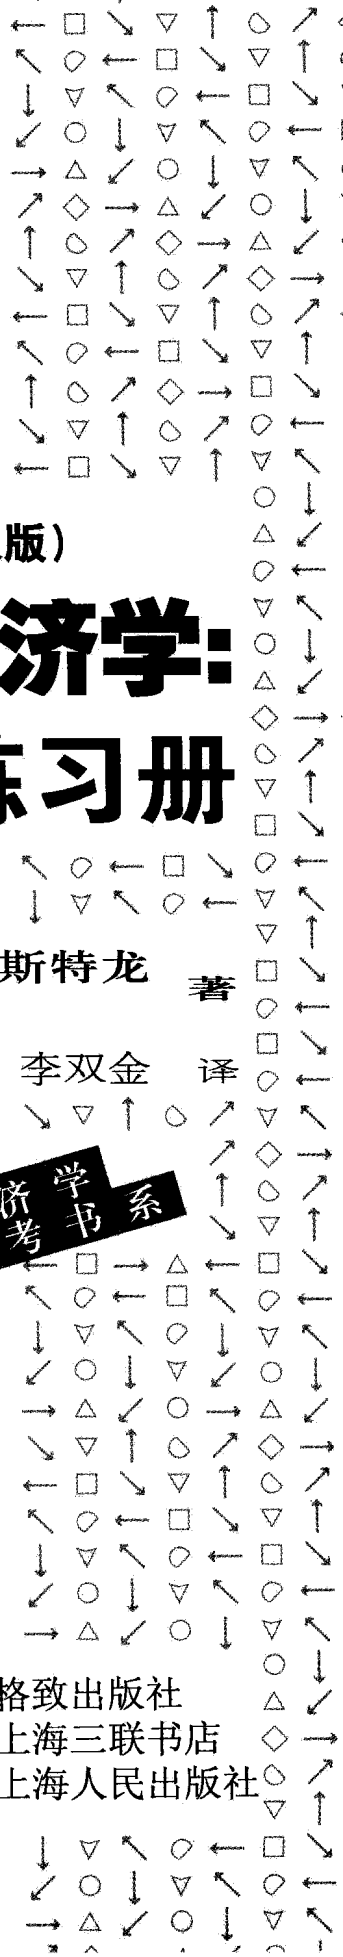 版）
济学：
练习册
斯特龙 著
李双金 译
济学
考书系
格致出版社
上海三联书店
上海人民出版社